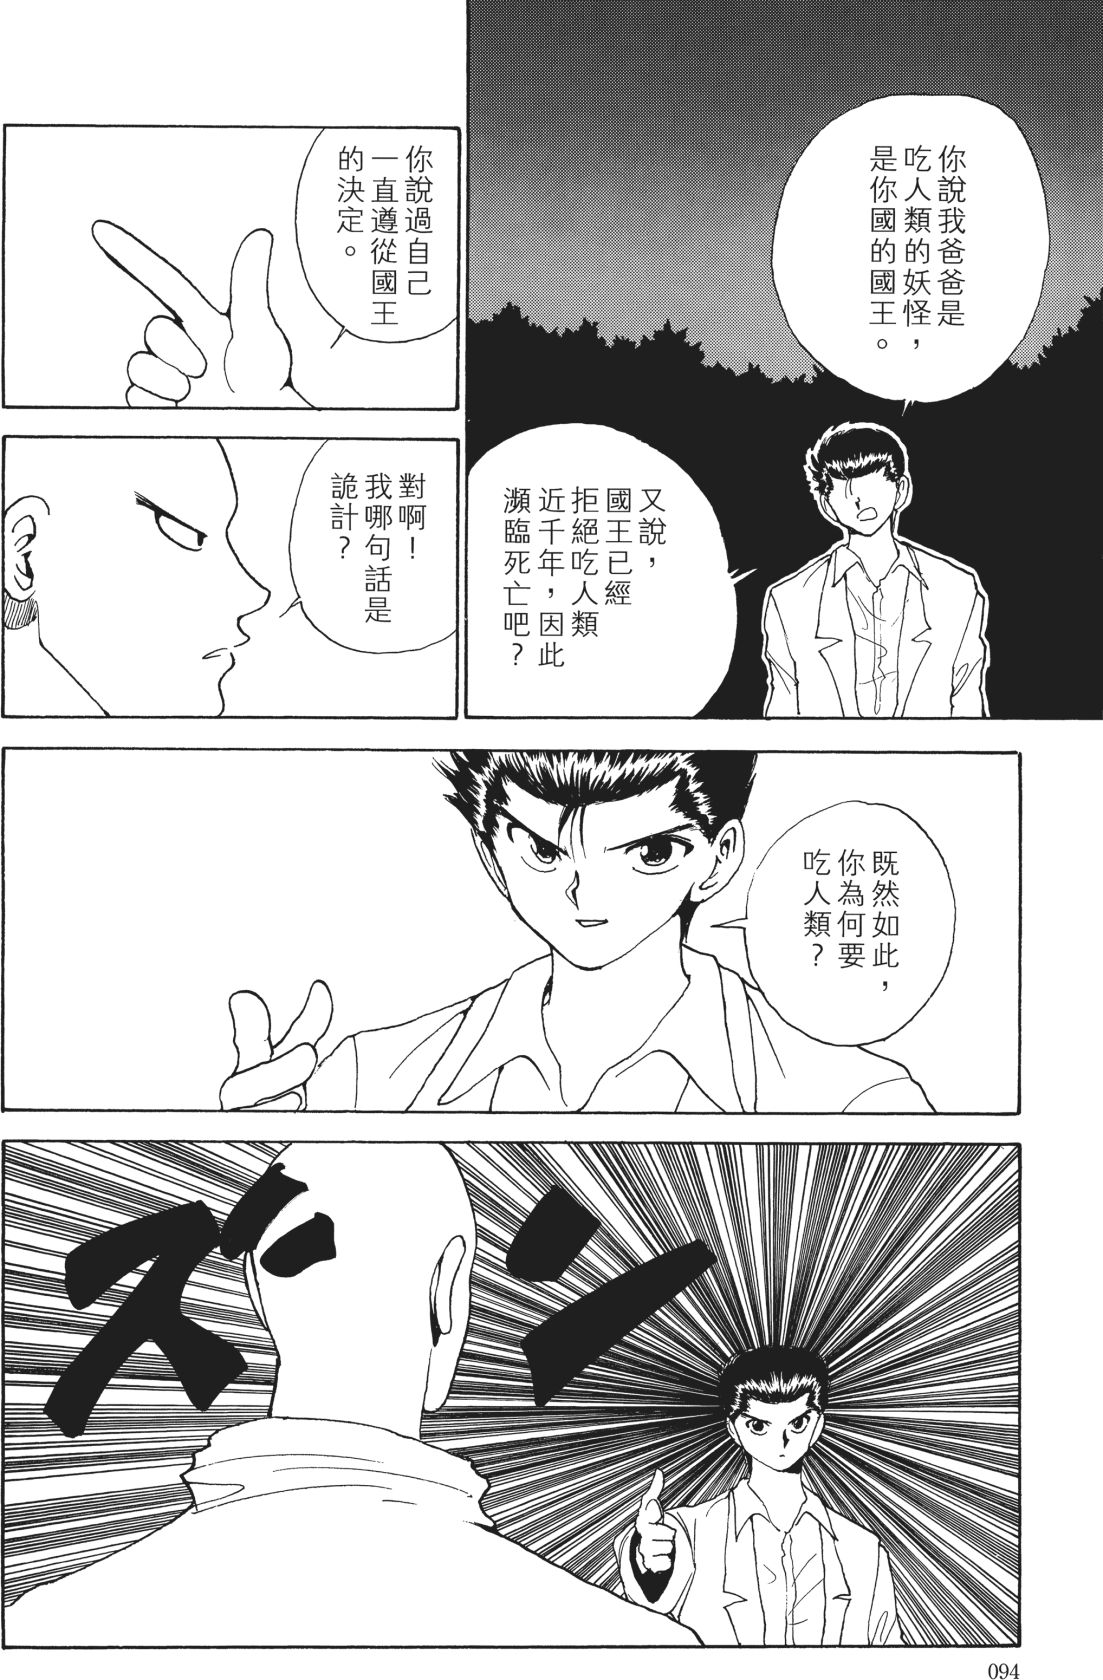 你說我爸爸是
吃人類的妖怪，
是你國的國王。
又說，
國王已經
拒絕吃人類
近千年，因此
瀕臨死亡吧？
你說過自己
一直遵從國王
的決定。
對啊！
我哪句話是
詭計？
既然如此，
你為何要
吃人類？
ズン
094